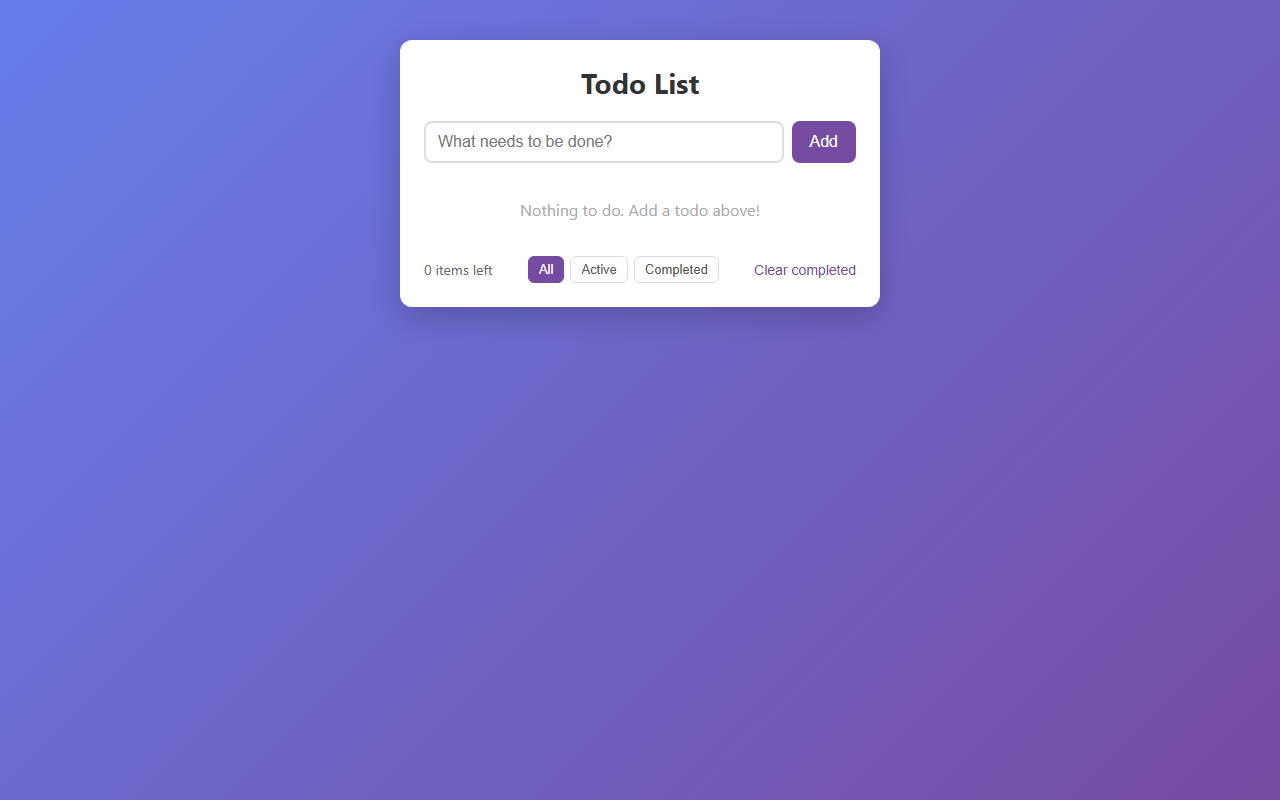 Todo List
What needs to be done?
Add
Nothing to do. Add a todo above!
0 items left
All
Active
Completed
Clear completed